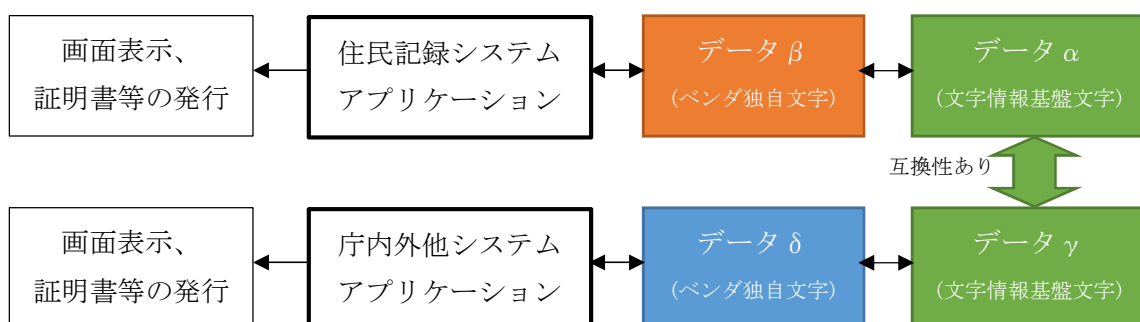 画面表示、
証明書等の発行
住民記録システム
アプリケーション
データβ
（ベンダ独自文字）
データα
（文字情報基盤文字）
互換性あり
画面表示、
証明書等の発行
庁内外他システム
アプリケーション
データδ
（ベンダ独自文字）
データγ
（文字情報基盤文字）